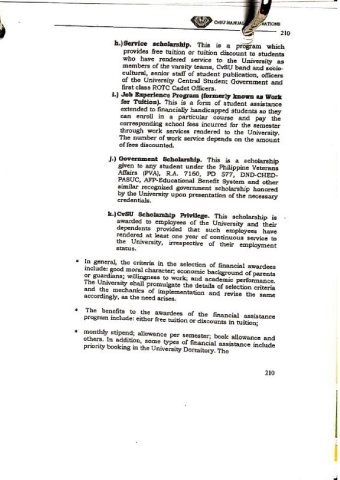 CvSU MANUAL OPERATIONS
210
h.)Service scholarship. This is a program which
provides free tuition or tuition discount to students
who have rendered service to the University as
members of the varsity teams, CvSU band and socio-
cultural, senior staff of student publication, officers
of the University Central Student Government and
first class ROTC Cadet Officers.
i.) Job Experience Program (formerly known as Work
for Tuition). This is a form of student assistance
extended to financially handicapped students so they
can enroll in a particular course and pay the
corresponding school fees incurred for the semester
through work services rendered to the University.
The number of work service depends on the amount
of fees discounted.
j.) Government Scholarship. This is a scholarship
given to any student under the Philippine Veterans
Affairs (PVA), R.A. 7160, PD 577, DND-CHED-
PASUC, AFP-Educational Benefit System and other
similar recognized government scholarship honored
by the University upon presentation of the necessary
credentials.
k.)CvSU Scholarship Privilege. This scholarship is
awarded to employees of the University and their
dependents provided that such employees have
rendered at least one year of continuous service to
the University, irrespective of their employment
status.
• In general, the criteria in the selection of financial awardees
include: good moral character; economic background of parents
or guardians; willingness to work; and academic performance.
The University shall promulgate the details of selection criteria
and the mechanics of implementation and revise the same
accordingly, as the need arises.
• The benefits to the awardees of the financial assistance
program include: either free tuition or discounts in tuition;
• monthly stipend; allowance per semester; book allowance and
others. In addition, some types of financial assistance include
priority booking in the University Dormitory. The
210